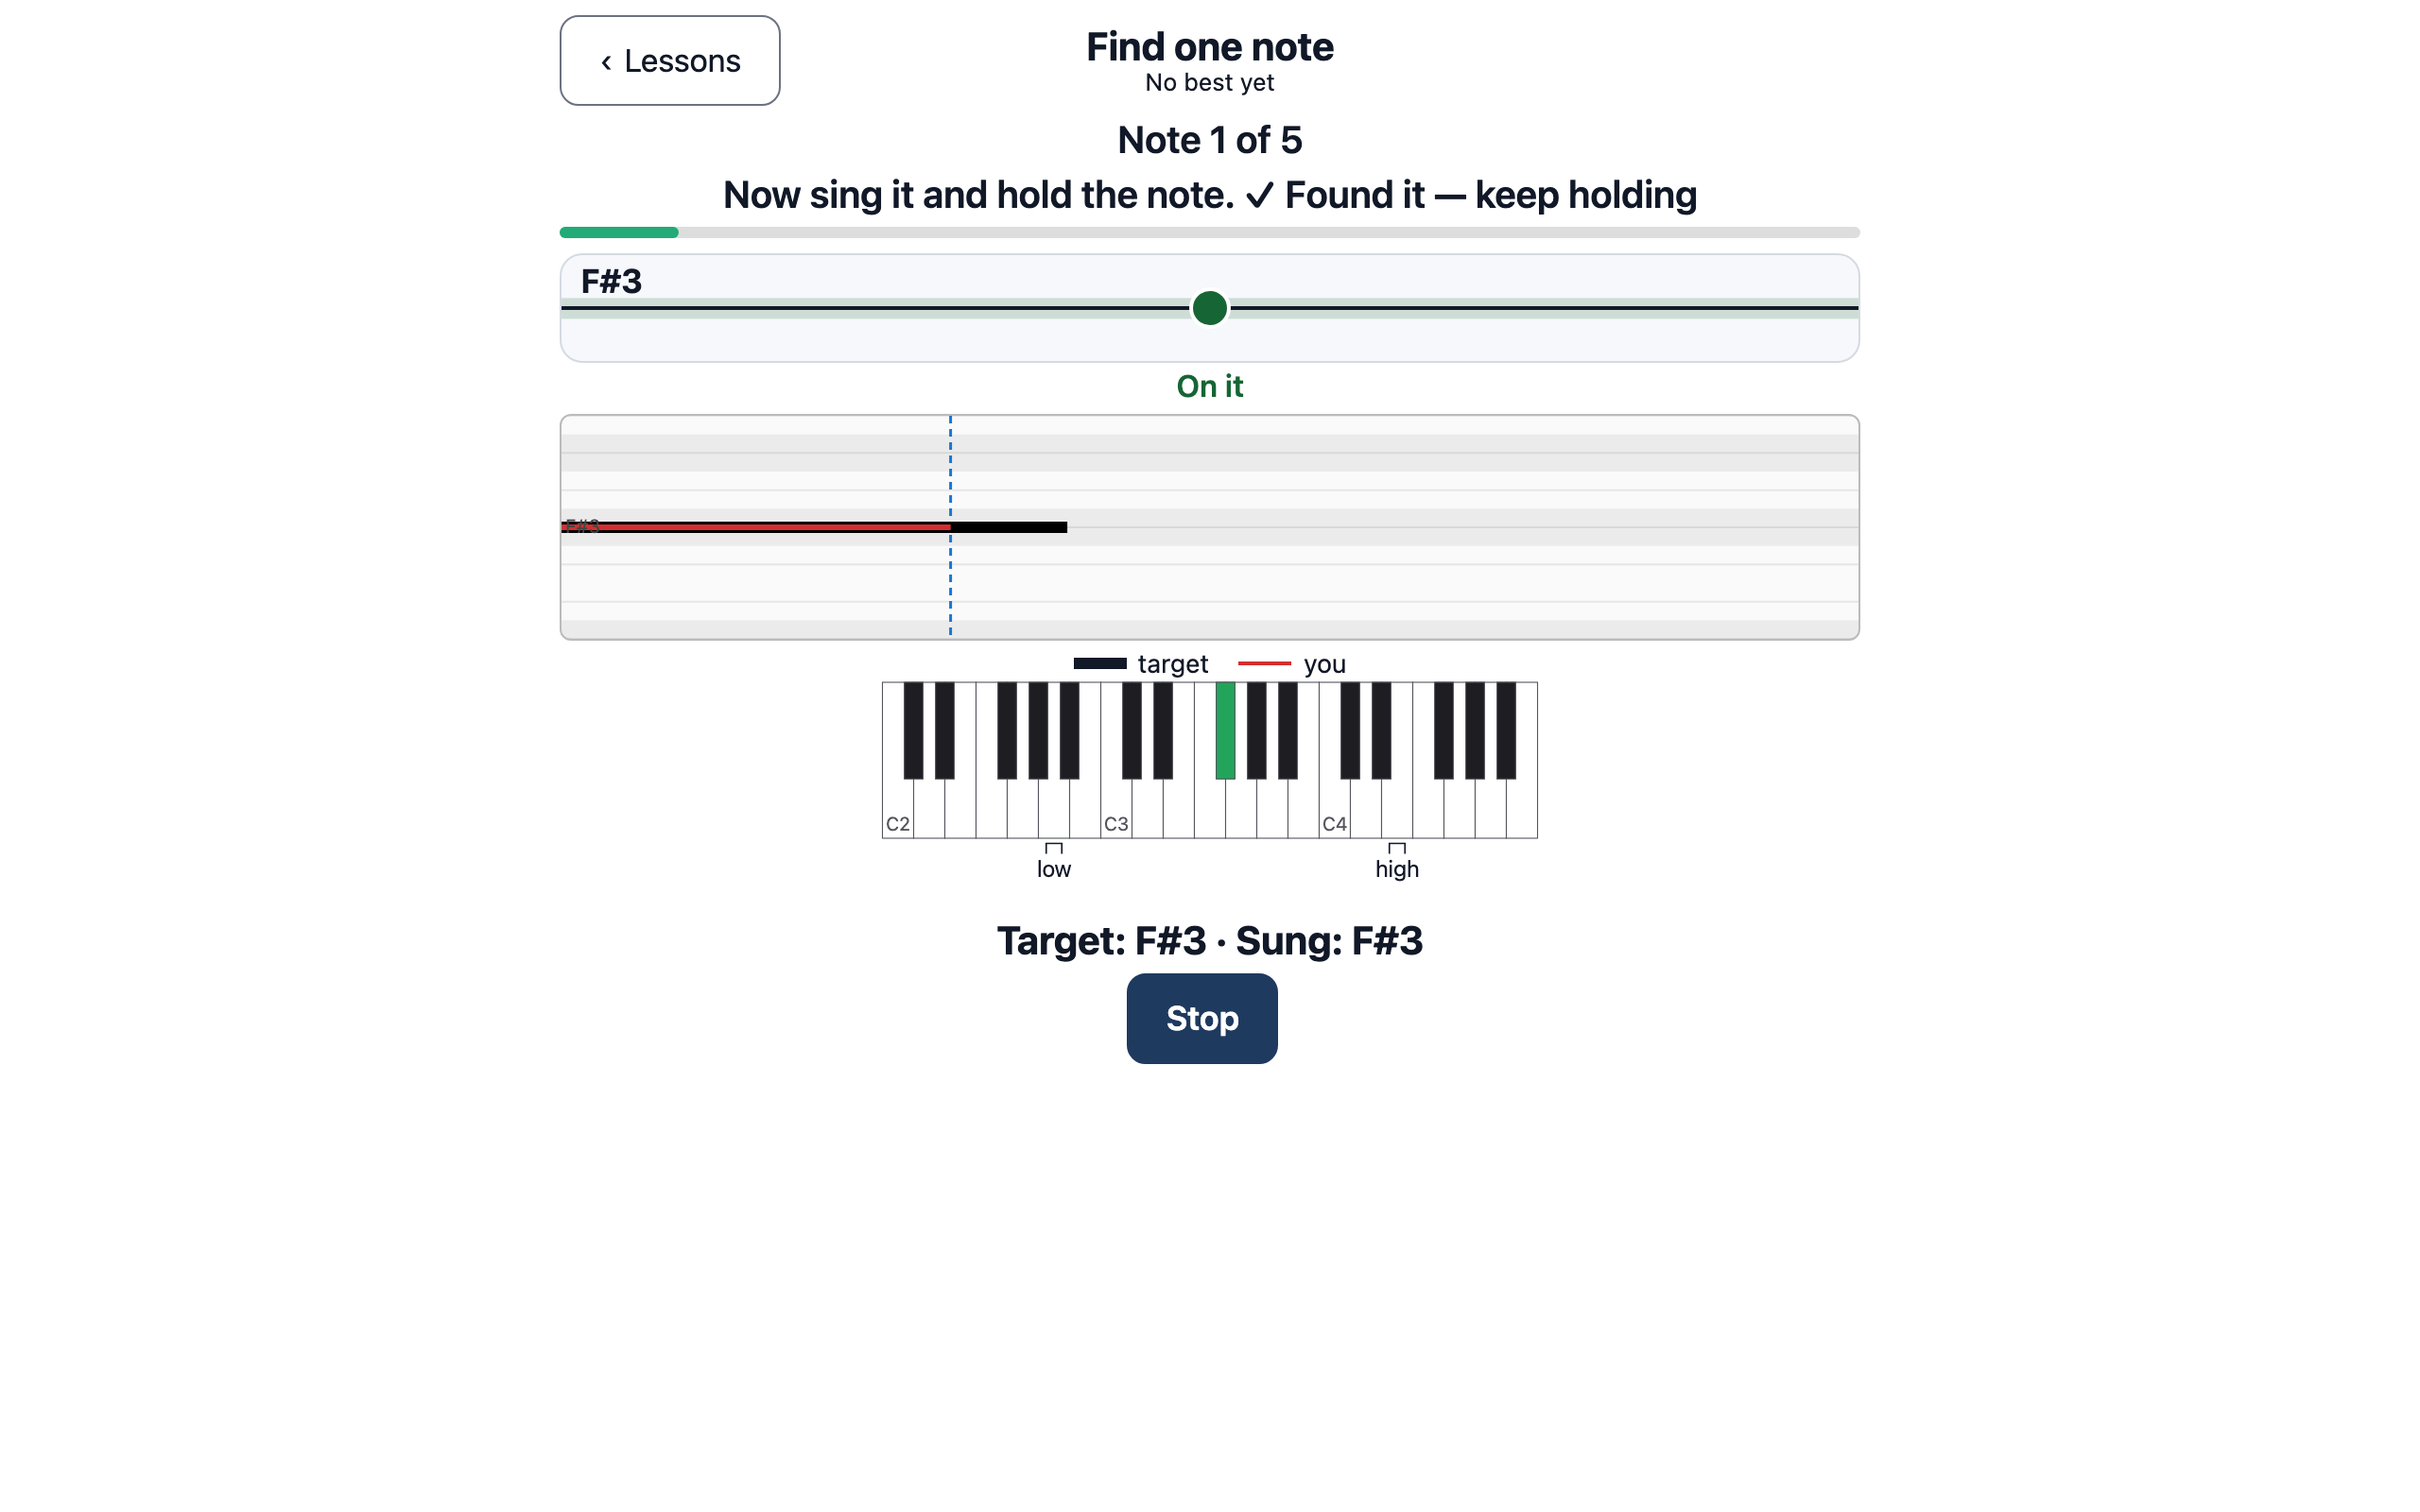 ‹ Lessons
Find one note
No best yet
Note 1 of 5
Now sing it and hold the note. ✓ Found it — keep holding
F#3
On it
F#3
target you
C2 C3 C4
low high
Target: F#3 · Sung: F#3
Stop